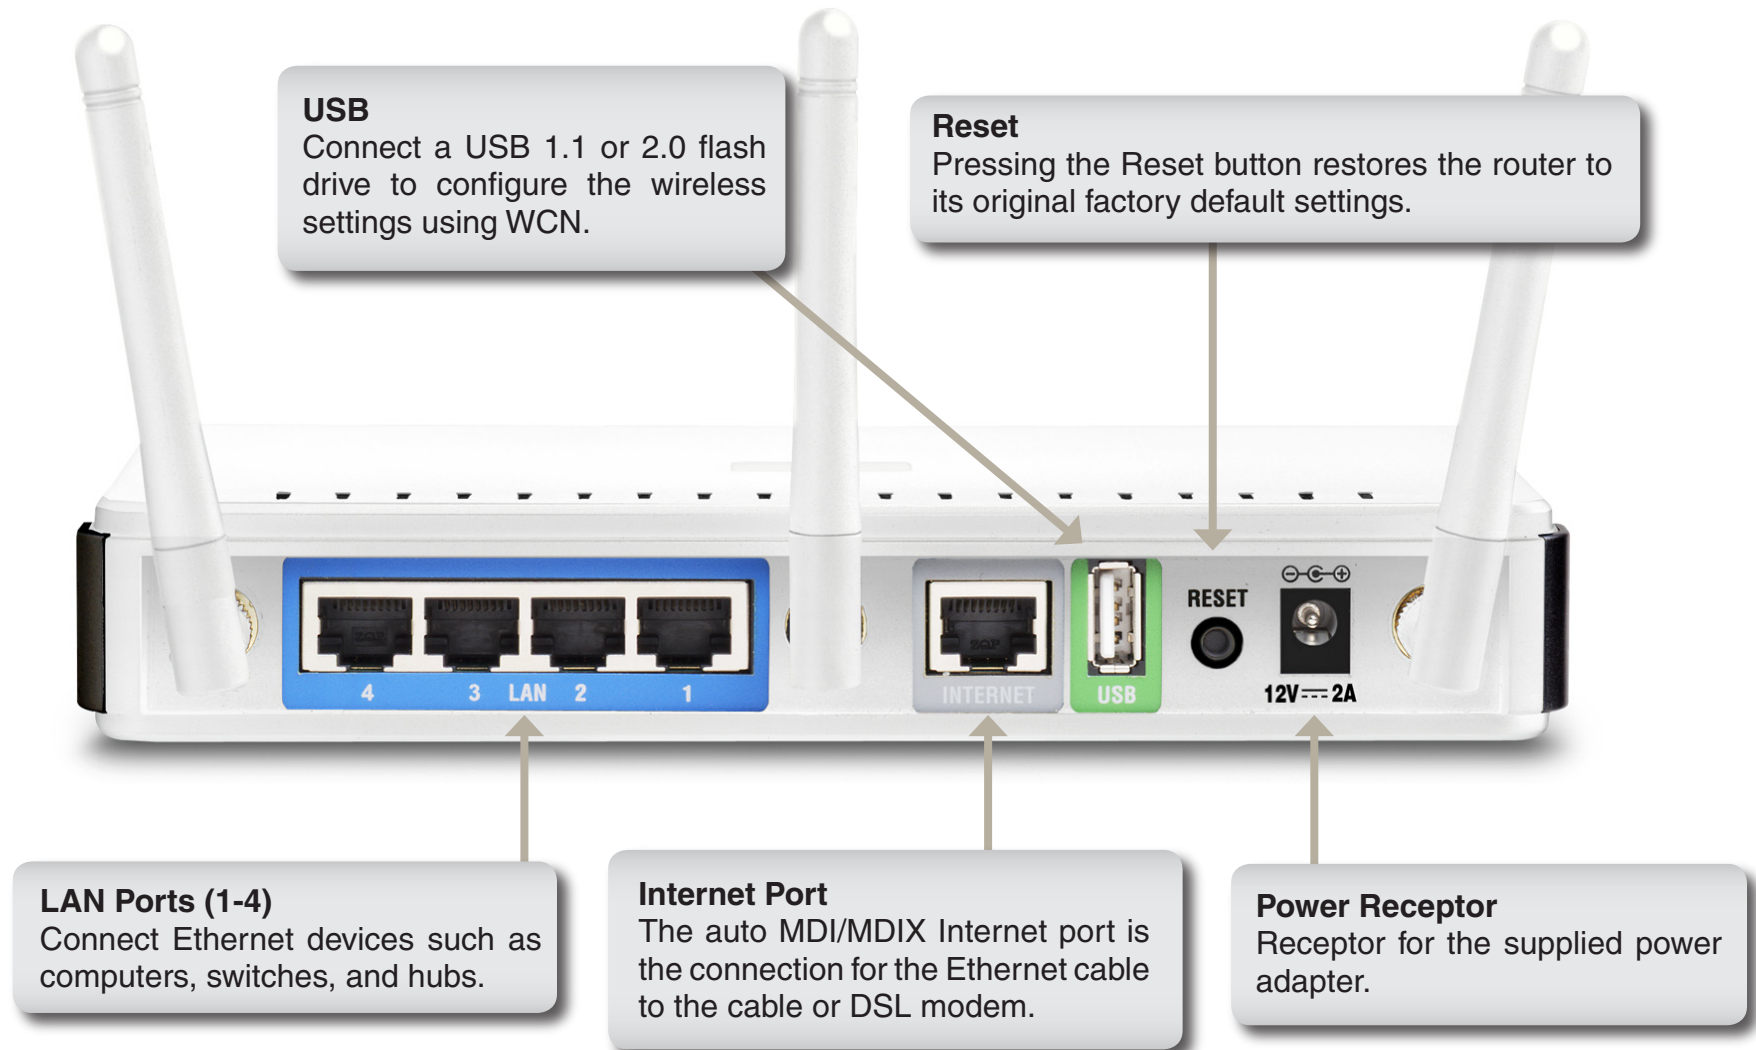 USB
Connect a USB 1.1 or 2.0 flash
drive to configure the wireless
settings using WCN.
Reset
Pressing the Reset button restores the router to
its original factory default settings.
RESET
4 3 LAN 2 1
INTERNET
USB
12V 2A
LAN Ports (1-4)
Connect Ethernet devices such as
computers, switches, and hubs.
Internet Port
The auto MDI/MDIX Internet port is
the connection for the Ethernet cable
to the cable or DSL modem.
Power Receptor
Receptor for the supplied power
adapter.